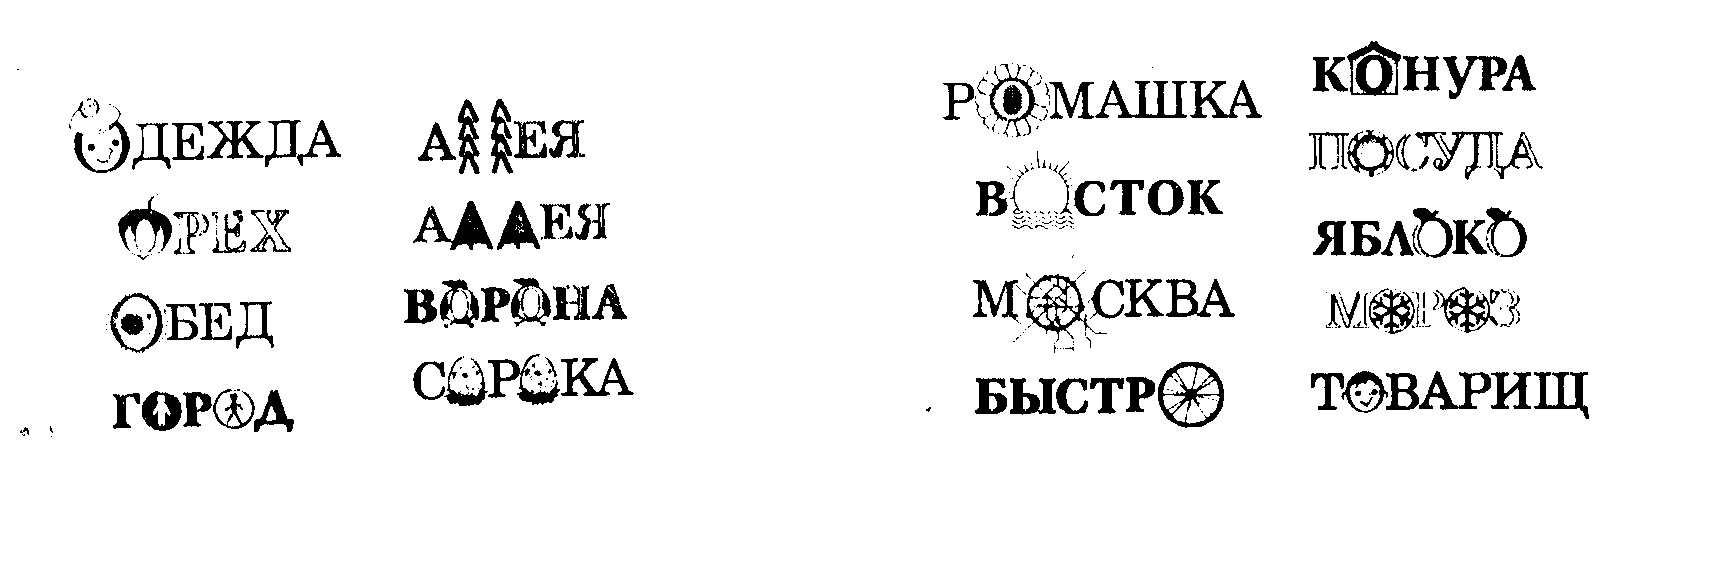 ОДЕЖДА
ОРЕХ
ОБЕД
ГОРОД
АЛЛЕЯ
АЛЛЕЯ
ВОРОНА
СОРОКА
РОМАШКА
ВОСТОК
МОСКВА
БЫСТРО
КОНУРА
ПОСУДА
ЯБЛОКО
МОРОЗ
ТОВАРИЩ